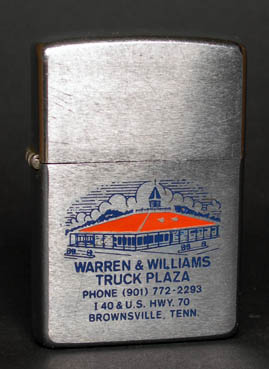 WARREN & WILLIAMS
TRUCK PLAZA
PHONE (901) 772-2293
I 40 & U.S. HWY. 70
BROWNSVILLE, TENN.